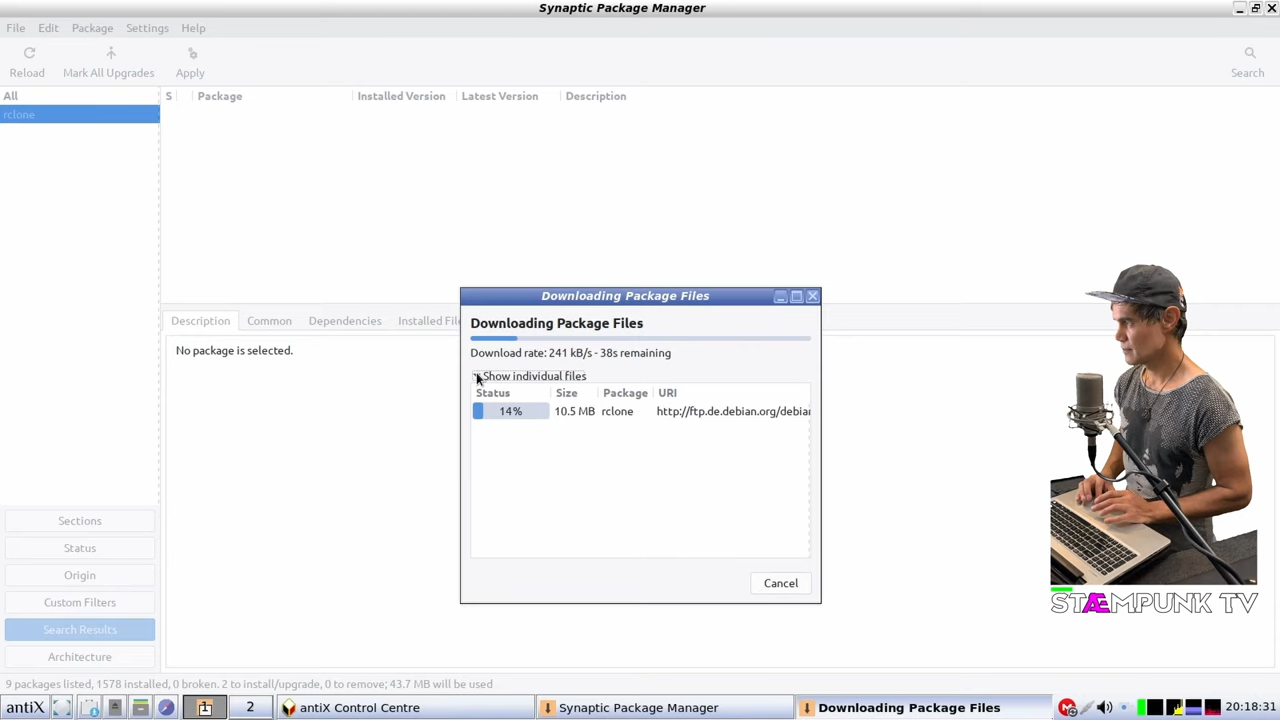 Synaptic Package Manager
File Edit Package Settings Help
Reload Mark All Upgrades Apply Search
All S Package Installed Version Latest Version Description
rclone
Downloading Package Files
Downloading Package Files
Download rate: 241 kB/s - 38s remaining
Show individual files
Status Size Package URI
14% 10.5 MB rclone http://ftp.de.debian.org/debian
Description Common Dependencies Installed File
No package is selected.
Cancel
Sections
Status
Origin
Custom Filters
Search Results
Architecture
STÆMPUNK TV
9 packages listed, 1578 installed, 0 broken. 2 to install/upgrade, 0 to remove; 43.7 MB will be used
antiX 1 2 antiX Control Centre Synaptic Package Manager Downloading Package Files 20:18:31